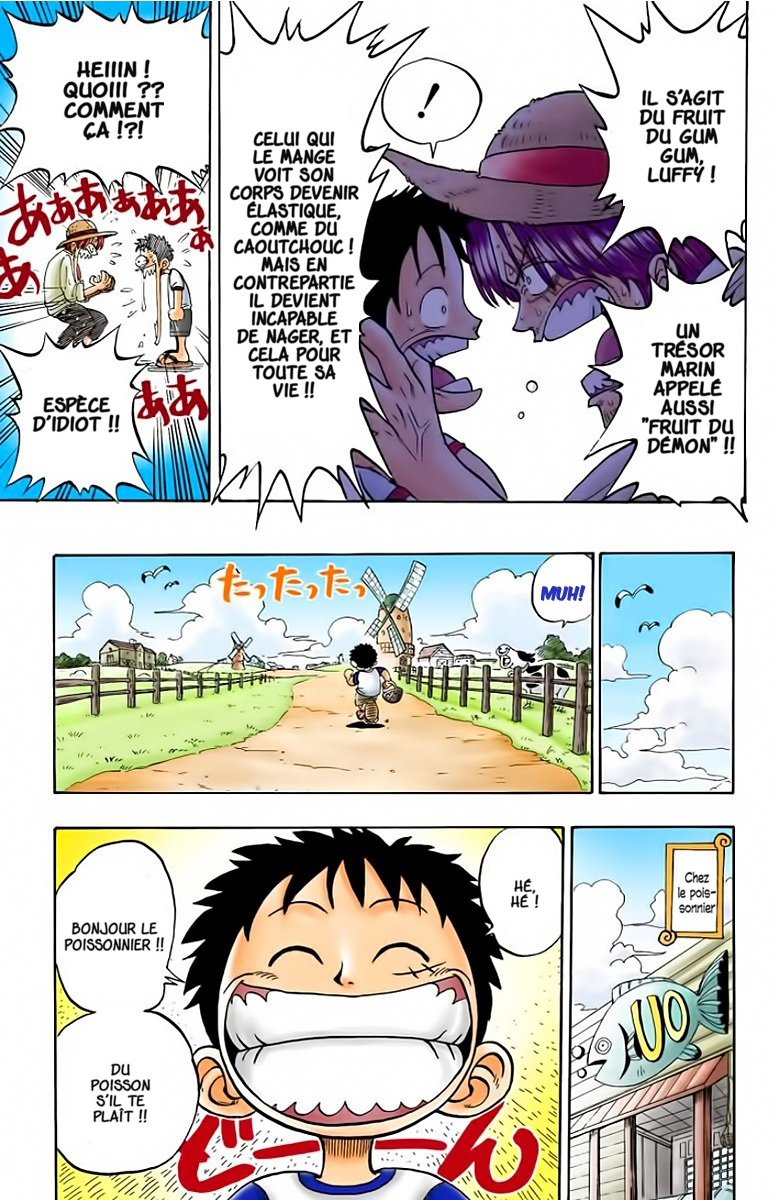 IL S'AGIT
DU FRUIT
DU GUM
GUM,
LUFFY !
!
UN
TRÉSOR
MARIN
APPELÉ
AUSSI
"FRUIT DU
DÉMON" !!
CELUI QUI
LE MANGE
VOIT SON
CORPS DEVENIR
ÉLASTIQUE,
COMME DU
CAOUTCHOUC !
MAIS EN
CONTREPARTIE
IL DEVIENT
INCAPABLE
DE NAGER, ET
CELA POUR
TOUTE SA
VIE !!
HEIIIN !
QUOIII ??
COMMENT
ÇA !?!
あぁあぁ
あぁあぁ
あ
あ
ESPÈCE
D'IDIOT !!
ああ
たったったっ
MUH!
Chez
le pois-
sonnier
UO
HÉ,
HÉ !
BONJOUR LE
POISSONNIER !!
DU
POISSON
S'IL TE
PLAÎT !!
どーーん